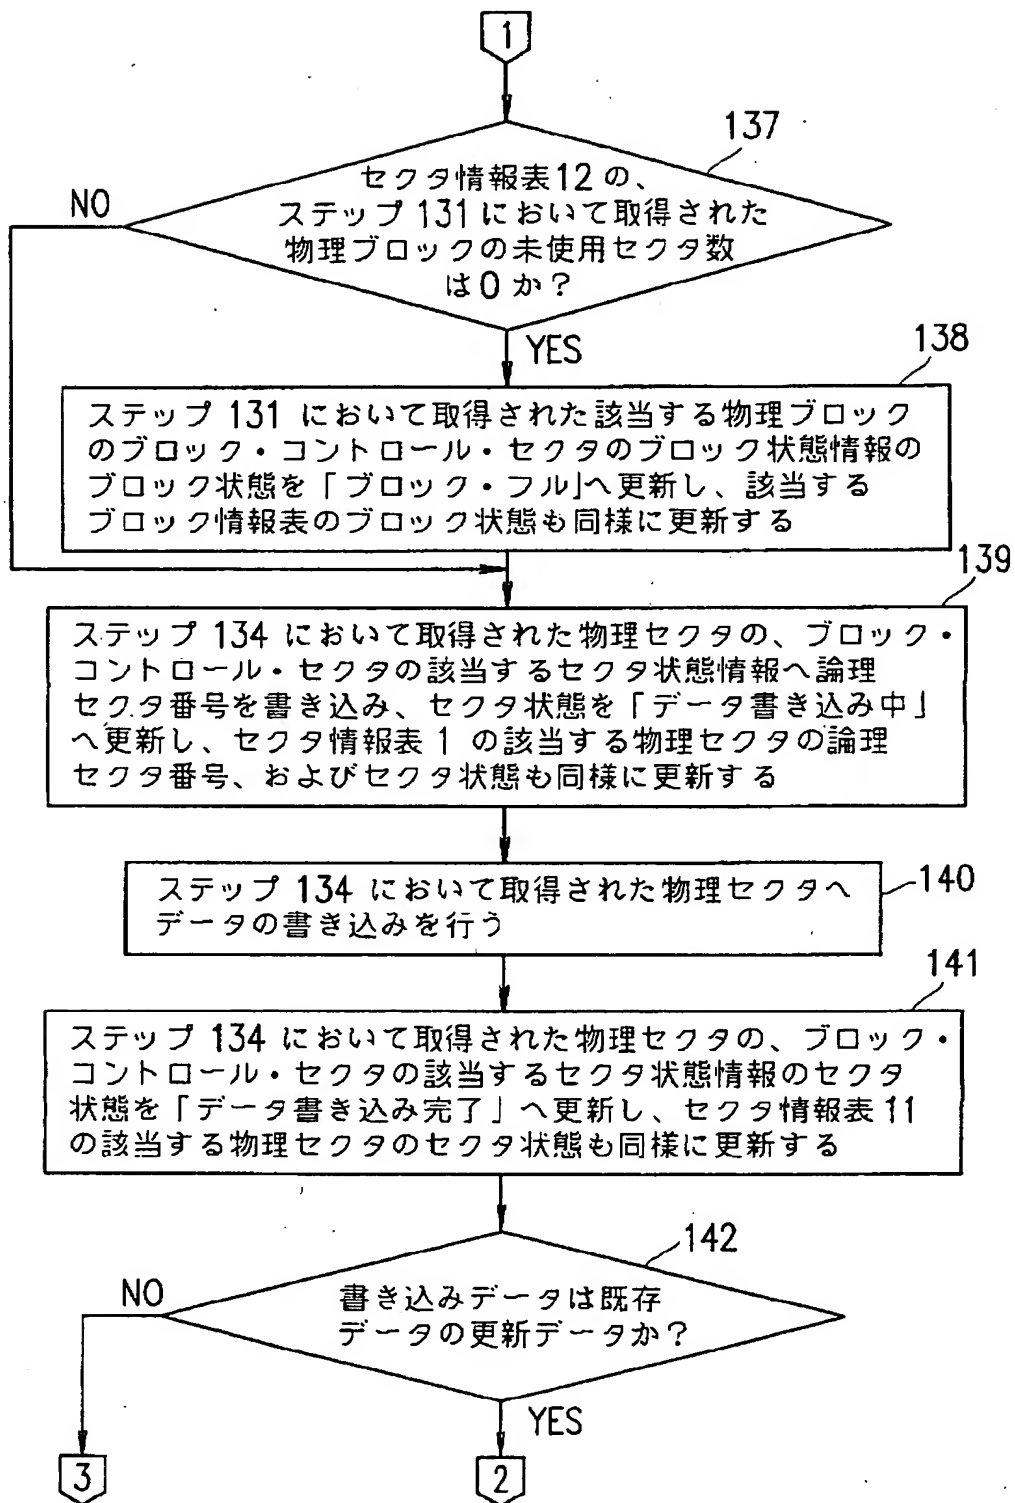 1
137
セクタ情報表12の、
ステップ131において取得された
物理ブロックの未使用セクタ数
は0か?
NO
YES
138
ステップ131において取得された該当する物理ブロック
のブロック・コントロール・セクタのブロック状態情報の
ブロック状態を「ブロック・フル」へ更新し、該当する
ブロック情報表のブロック状態も同様に更新する
139
ステップ134において取得された物理セクタの、ブロック・
コントロール・セクタの該当するセクタ状態情報へ論理
セクタ番号を書き込み、セクタ状態を「データ書き込み中」
へ更新し、セクタ情報表1の該当する物理セクタの論理
セクタ番号、およびセクタ状態も同様に更新する
140
ステップ134において取得された物理セクタへ
データの書き込みを行う
141
ステップ134において取得された物理セクタの、ブロック・
コントロール・セクタの該当するセクタ状態情報のセクタ
状態を「データ書き込み完了」へ更新し、セクタ情報表11
の該当する物理セクタのセクタ状態も同様に更新する
142
書き込みデータは既存
データの更新データか?
NO
YES
3
2